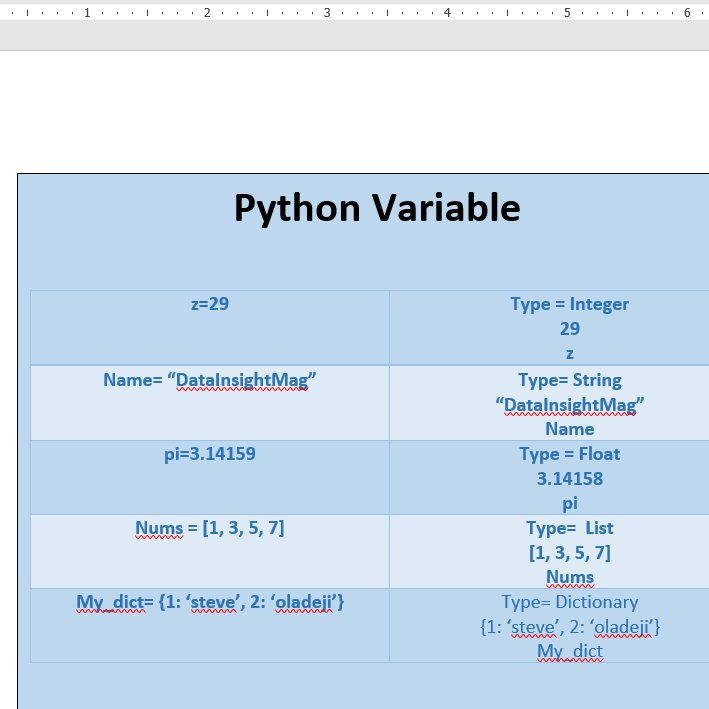 1 2 3 4 5 6
Python Variable
z=29
Type = Integer
29
z
Name= “DataInsightMag”
Type= String
“DataInsightMag”
Name
pi=3.14159
Type = Float
3.14158
pi
Nums = [1, 3, 5, 7]
Type=  List
[1, 3, 5, 7]
Nums
My_dict= {1: ‘steve’, 2: ‘oladeji’}
Type= Dictionary
{1: ‘steve’, 2: ‘oladeji’}
My_dict